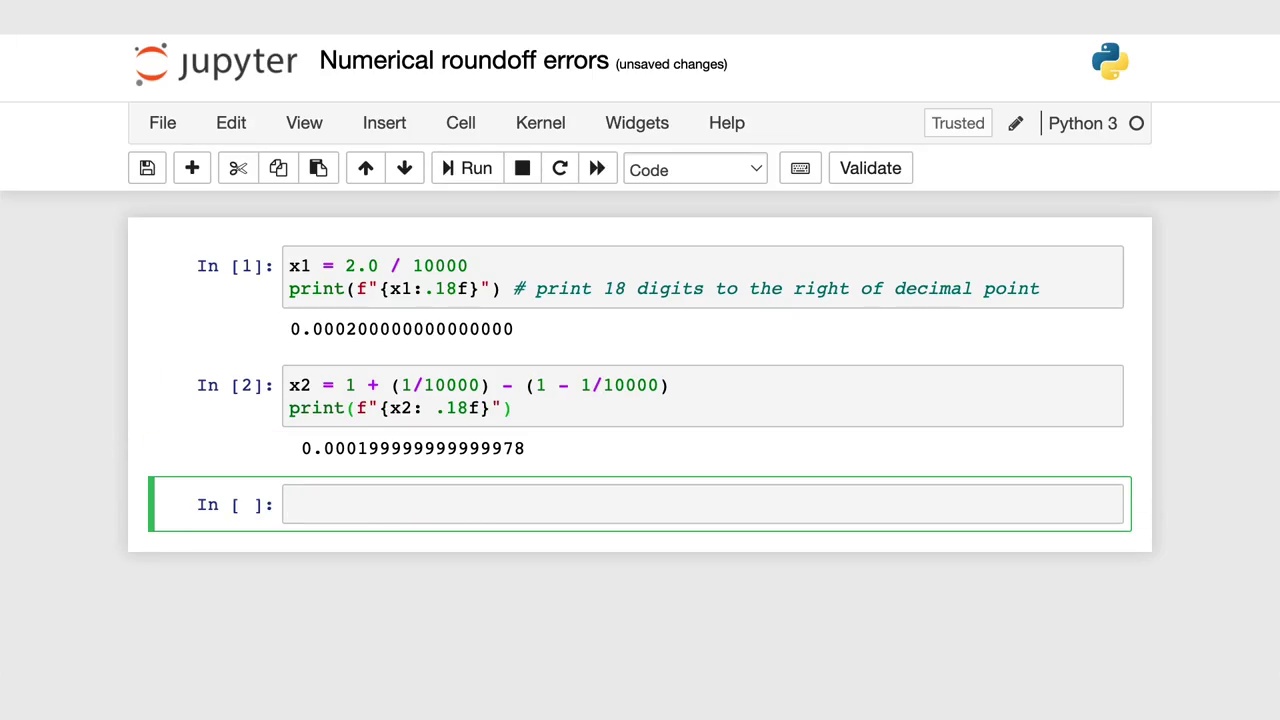 jupyter Numerical roundoff errors (unsaved changes)
File Edit View Insert Cell Kernel Widgets Help Trusted Python 3
Run Code Validate
In [1]: x1 = 2.0 / 10000
print(f"{x1:.18f}") # print 18 digits to the right of decimal point
0.000200000000000000
In [2]: x2 = 1 + (1/10000) - (1 - 1/10000)
print(f"{x2: .18f}")
0.000199999999999978
In [ ]: